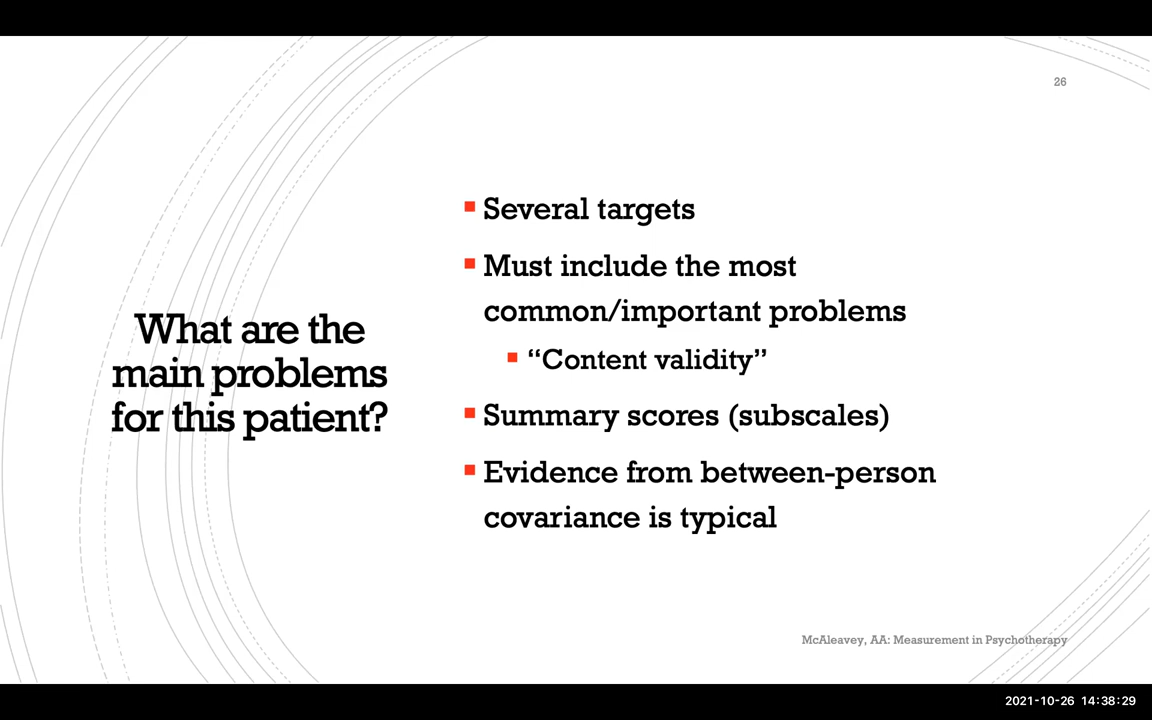 26
What are the
main problems
for this patient?
Several targets
Must include the most
common/important problems
“Content validity”
Summary scores (subscales)
Evidence from between-person
covariance is typical
McAleavey, AA: Measurement in Psychotherapy
2021-10-26 14:38:29